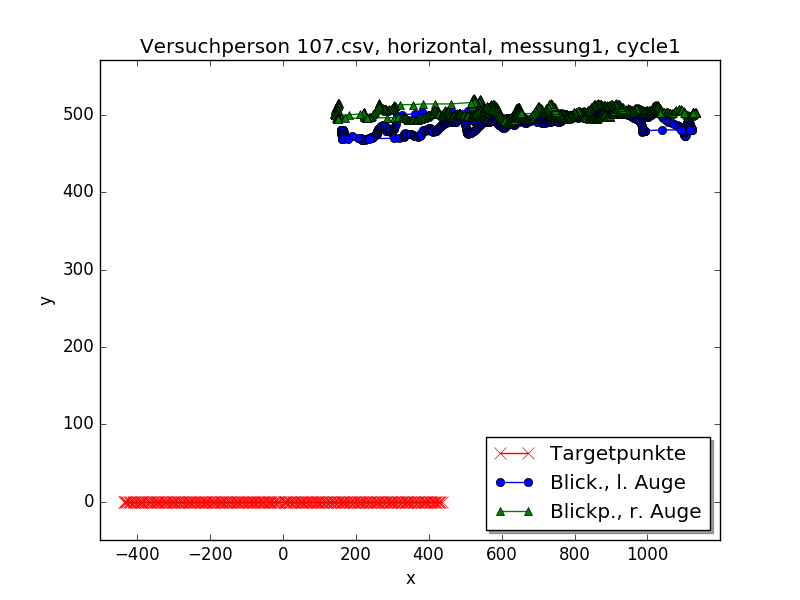 Versuchperson 107.csv, horizontal, messung1, cycle1
y
500
400
300
200
100
0
Targetpunkte
Blick., l. Auge
Blickp., r. Auge
−400 −200 0 200 400 600 800 1000
x